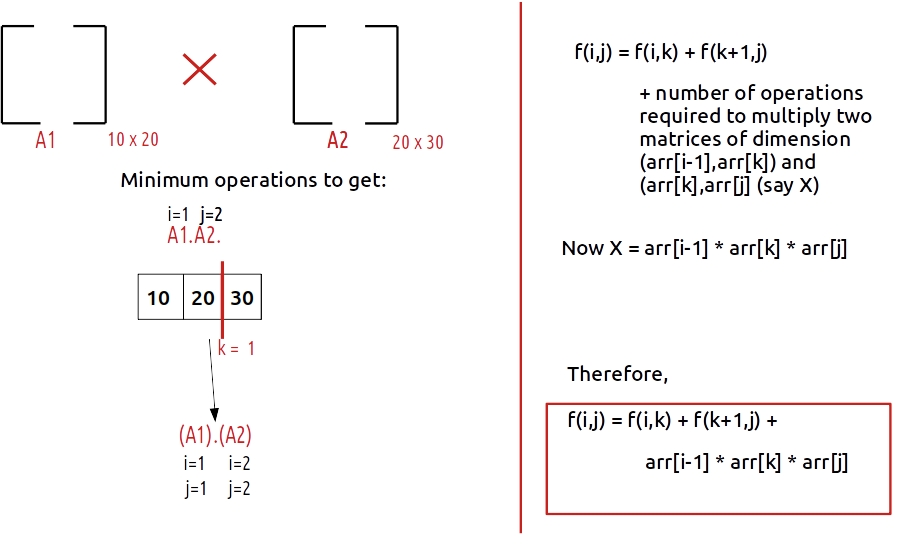 A1
10 x 20
A2
20 x 30
Minimum operations to get:
i=1 j=2
A1.A2.
10 20 30
k = 1
(A1).(A2)
i=1 i=2
j=1 j=2
f(i,j) = f(i,k) + f(k+1,j)
+ number of operations
required to multiply two
matrices of dimension
(arr[i-1],arr[k]) and
(arr[k],arr[j] (say X)
Now X = arr[i-1] * arr[k] * arr[j]
Therefore,
f(i,j) = f(i,k) + f(k+1,j) +
arr[i-1] * arr[k] * arr[j]